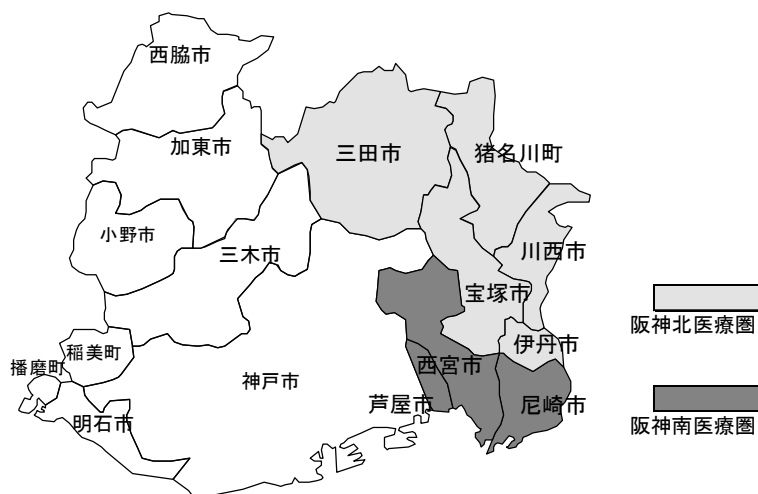 西脇市
加東市
三田市
猪名川町
小野市
三木市
川西市
宝塚市
阪神北医療圏
伊丹市
稲美町
播磨町
神戸市
西宮市
芦屋市
尼崎市
明石市
阪神南医療圏